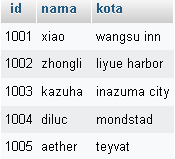 id nama kota
1001 xiao wangsu inn
1002 zhongli liyue harbor
1003 kazuha inazuma city
1004 diluc mondstad
1005 aether teyvat